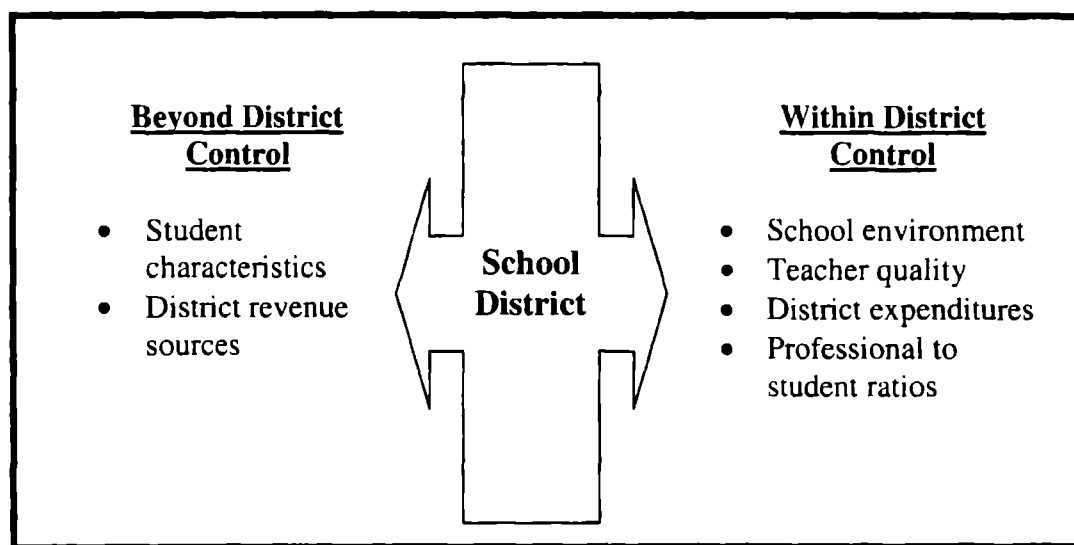 Beyond District
Control
• Student
characteristics
• District revenue
sources
School
District
Within District
Control
• School environment
• Teacher quality
• District expenditures
• Professional to
student ratios